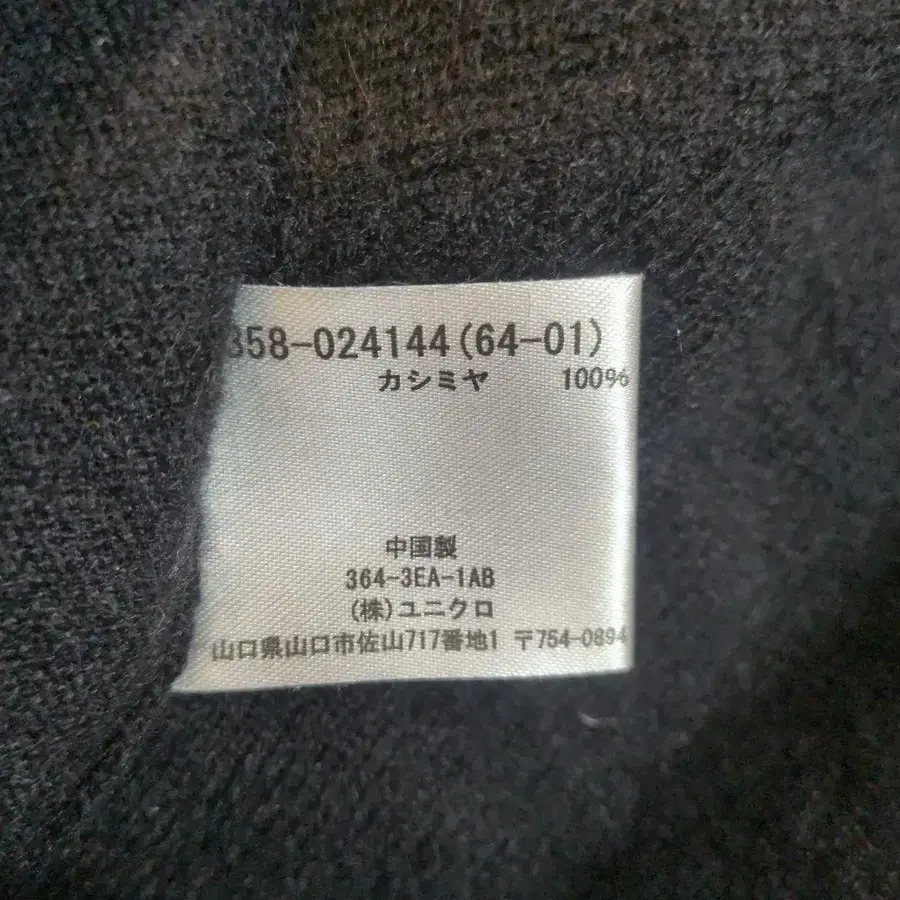 358-024144(64-01)
カシミヤ 100%
中国製
364-3EA-1AB
(株)ユニクロ
山口県山口市佐山717番地1 〒754-0894